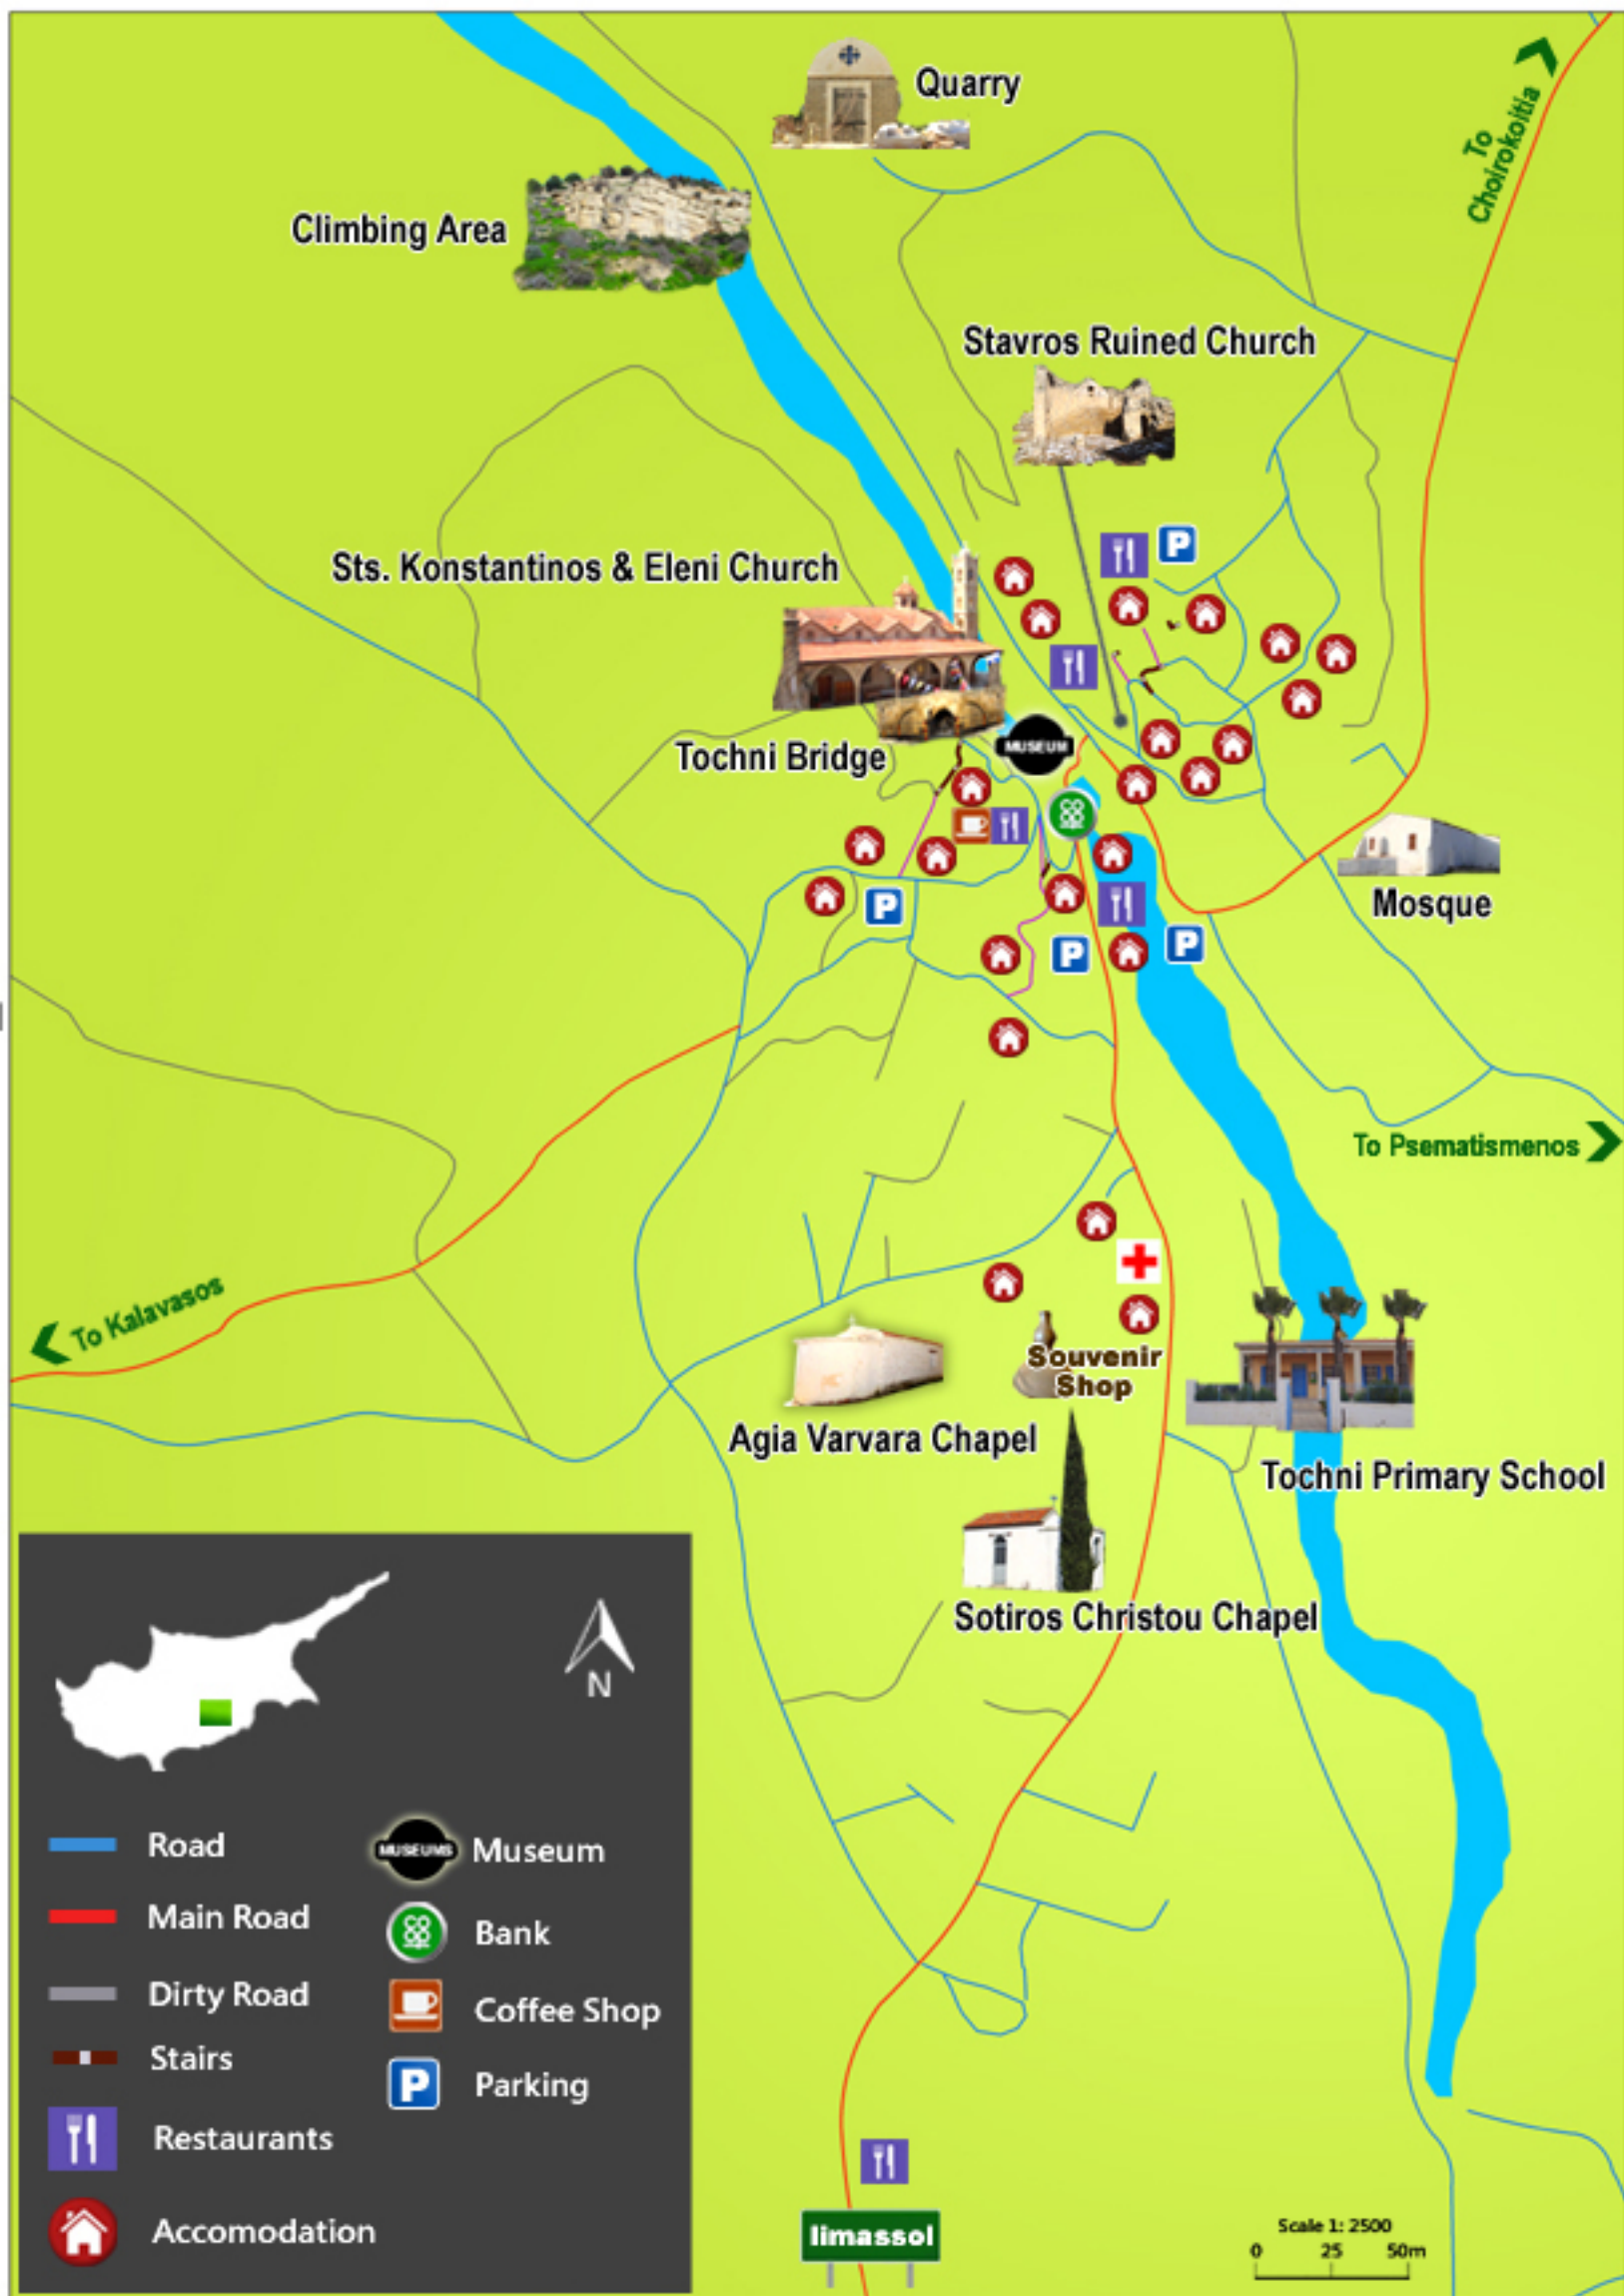 Quarry
To
Choirokoitia
Climbing Area
Stavros Ruined Church
P
Sts. Konstantinos & Eleni Church
MUSEUM
Tochni Bridge
CO
OP
P
Mosque
P
P
To Psematismenos
To Kalavasos
Souvenir
Shop
Agia Varvara Chapel
Tochni Primary School
Sotiros Christou Chapel
N
Road
MUSEUMS
Museum
Main Road
Bank
Dirty Road
Coffee Shop
Stairs
P
Parking
Restaurants
Accomodation
limassol
Scale 1: 2500
0 25 50m